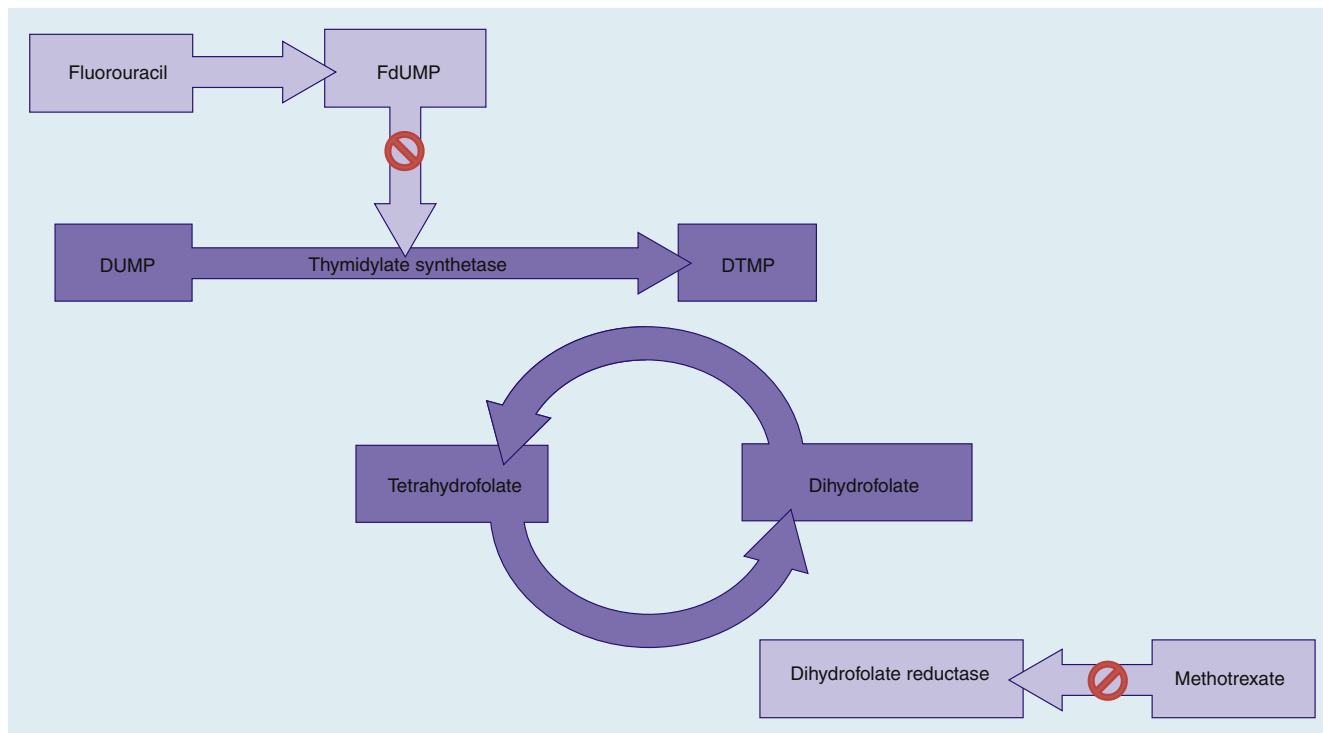 Fluorouracil
FdUMP
DUMP
Thymidylate synthetase
DTMP
Tetrahydrofolate
Dihydrofolate
Dihydrofolate reductase
Methotrexate